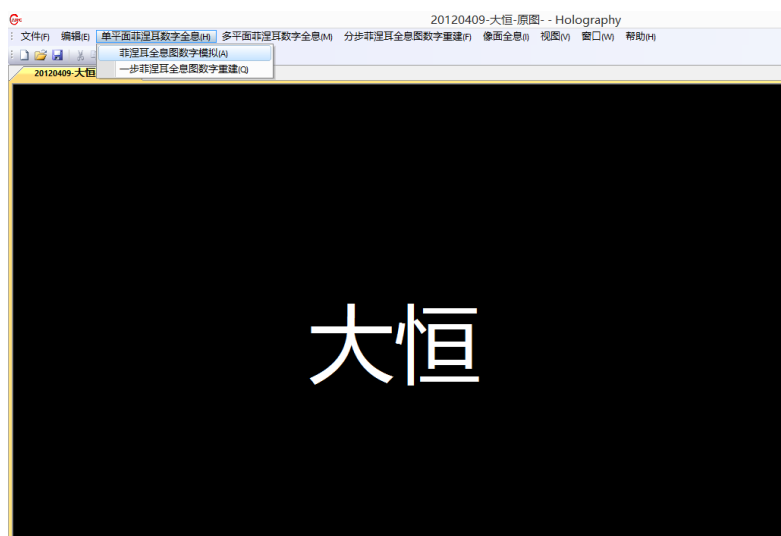 20120409-大恒-原图- - Holography
文件(F) 编辑(E) 单平面菲涅耳数字全息(H) 多平面菲涅耳数字全息(M) 分步菲涅耳全息图数字重建(F) 像面全息(I) 视图(V) 窗口(W) 帮助(H)
菲涅耳全息图数字模拟(A)
一步菲涅耳全息图数字重建(Q)
20120409-大恒
大恒